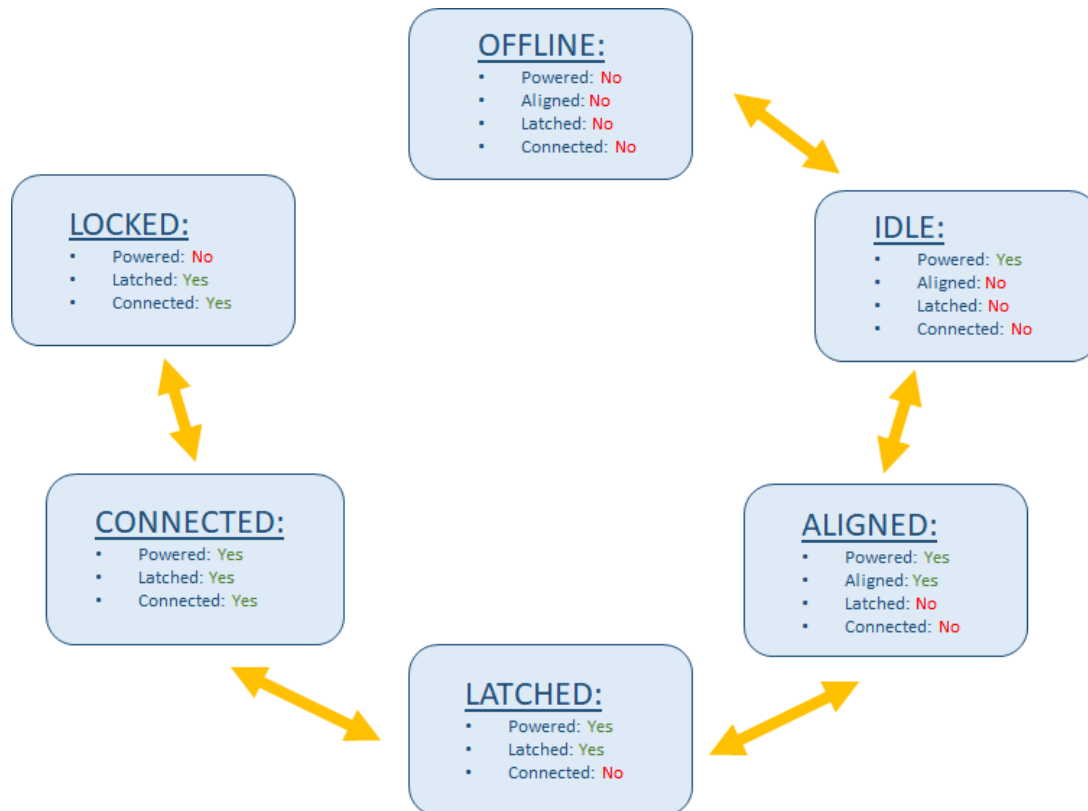 OFFLINE:
• Powered: No
• Aligned: No
• Latched: No
• Connected: No
LOCKED:
• Powered: No
• Latched: Yes
• Connected: Yes
IDLE:
• Powered: Yes
• Aligned: No
• Latched: No
• Connected: No
CONNECTED:
• Powered: Yes
• Latched: Yes
• Connected: Yes
ALIGNED:
• Powered: Yes
• Aligned: Yes
• Latched: No
• Connected: No
LATCHED:
• Powered: Yes
• Latched: Yes
• Connected: No